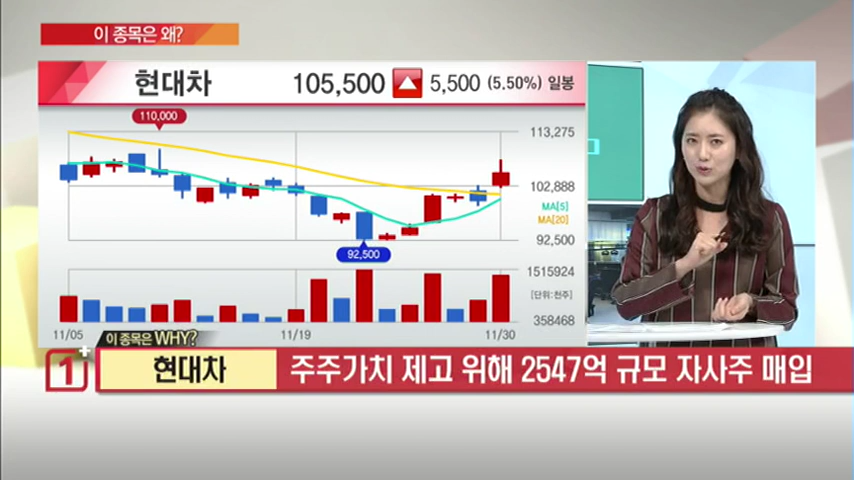 이 종목은 왜?
현대차 105,500 ▲ 5,500 (5.50%) 일봉
110,000
113,275
102,888
MA[5]
MA[20]
92,500
92,500
1515924
[단위:천주]
358468
11/05 11/19 11/30
이 종목은 WHY?
1+ 현대차 주주가치 제고 위해 2547억 규모 자사주 매입